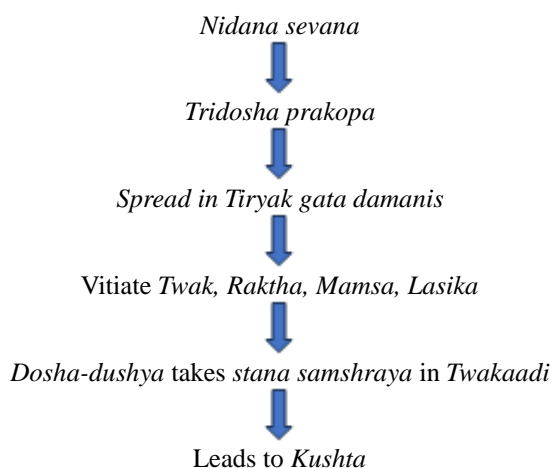 Nidana sevana
Tridosha prakopa
Spread in Tiryak gata damanis
Vitiate Twak, Raktha, Mamsa, Lasika
Dosha-dushya takes stana samshraya in Twakaadi
Leads to Kushta